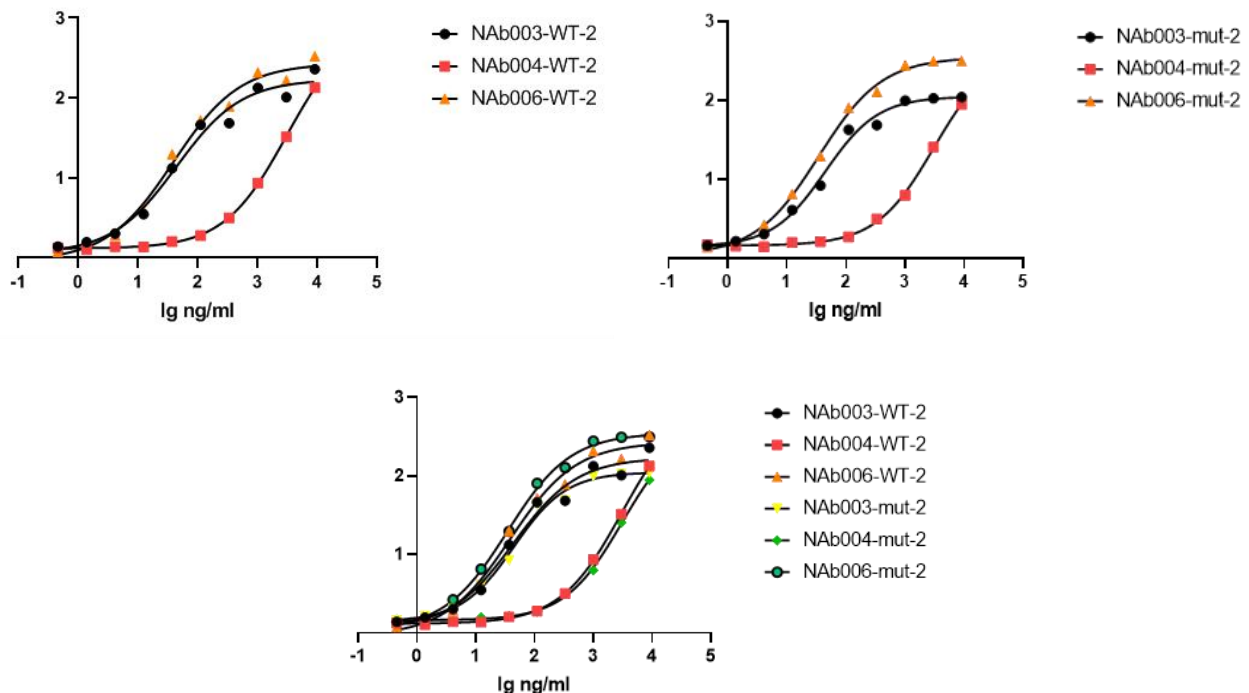 3
2
1
-1 0 1 2 3 4 5
lg ng/ml
NAb003-WT-2
NAb004-WT-2
NAb006-WT-2
3
2
1
-1 0 1 2 3 4 5
lg ng/ml
NAb003-mut-2
NAb004-mut-2
NAb006-mut-2
3
2
1
-1 0 1 2 3 4 5
lg ng/ml
NAb003-WT-2
NAb004-WT-2
NAb006-WT-2
NAb003-mut-2
NAb004-mut-2
NAb006-mut-2